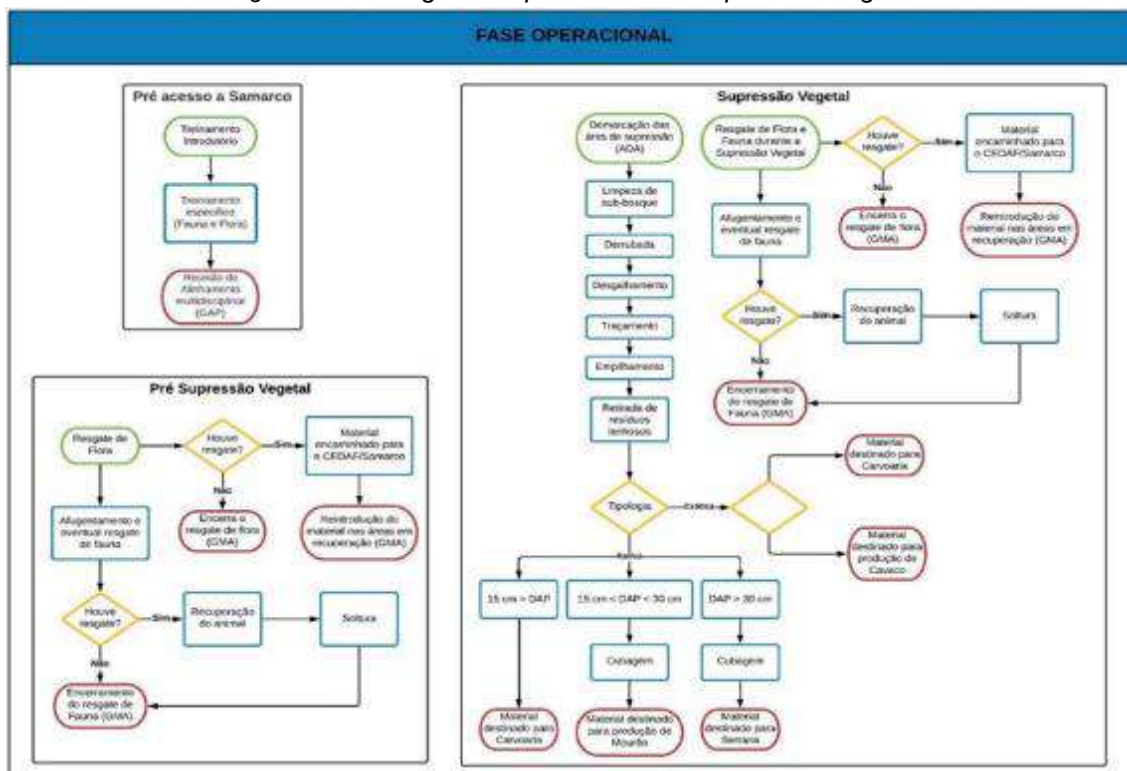 FASE OPERACIONAL
Pré acesso a Samarco
Treinamento
Introdutório
Treinamento
específico
(Fauna e Flora)
Reunião de
Alinhamento
multidisciplinar
(GAP)
Pré Supressão Vegetal
Resgate de
Flora
Houve
resgate?
Sim
Material
encaminhado para
o CFDAF/Samarco
Não
Encerra o
resgate de flora
(GMA)
Reintrodução do
material nas áreas em
recuperação (GMA)
Afugentamento e
eventual resgate
de fauna
Houve
resgate?
Sim
Recuperação
do animal
Soltura
Não
Encerramento
do resgate de
Fauna (GMA)
Supressão Vegetal
Demarcação das
área de supressão
(ADA)
Limpeza de
sub-bosque
Derrubada
Desgalhamento
Traçamento
Empilhamento
Retirada de
resíduos
lenhosos
Tipologia
Resgate de Flora e
Fauna durante a
Supressão Vegetal
Houve
resgate?
Sim
Material
encaminhado para
o CFDAF/Samarco
Não
Encerra o
resgate de flora
(GMA)
Reintrodução do
material nas áreas em
recuperação (GMA)
Afugentamento e
eventual resgate
de fauna
Houve
resgate?
Sim
Recuperação
do animal
Soltura
Não
Encerramento
do resgate de
Fauna (GMA)
Material
destinado para
Carvoaria
Material
destinado para
produção de
Cavaco
15 cm > DAP
15 cm < DAP < 30 cm
DAP > 30 cm
Cubagem
Cubagem
Material
destinado para
Carvoaria
Material destinado
para produção de
Mourão
Material
destinado para
Serraria